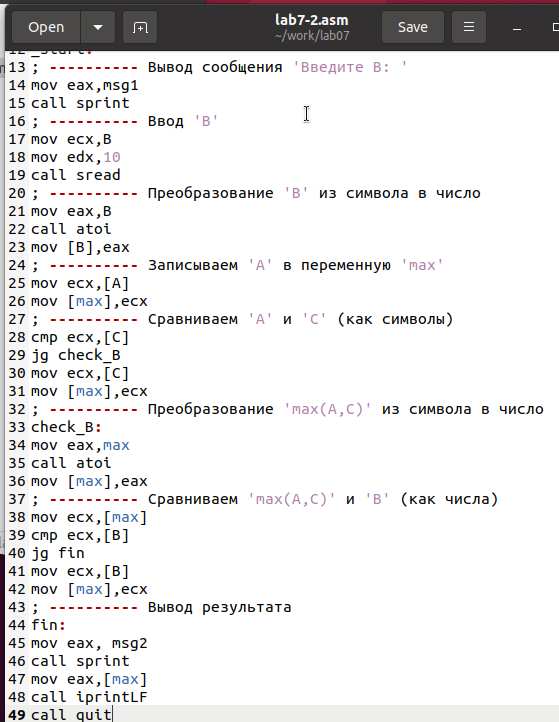 Open
lab7-2.asm
~/work/lab07
Save
12 _start:
13 ; ---------- Вывод сообщения 'Введите B: '
14 mov eax,msg1
15 call sprint
16 ; ---------- Ввод 'B'
17 mov ecx,B
18 mov edx,10
19 call sread
20 ; ---------- Преобразование 'B' из символа в число
21 mov eax,B
22 call atoi
23 mov [B],eax
24 ; ---------- Записываем 'A' в переменную 'max'
25 mov ecx,[A]
26 mov [max],ecx
27 ; ---------- Сравниваем 'A' и 'C' (как символы)
28 cmp ecx,[C]
29 jg check_B
30 mov ecx,[C]
31 mov [max],ecx
32 ; ---------- Преобразование 'max(A,C)' из символа в число
33 check_B:
34 mov eax,max
35 call atoi
36 mov [max],eax
37 ; ---------- Сравниваем 'max(A,C)' и 'B' (как числа)
38 mov ecx,[max]
39 cmp ecx,[B]
40 jg fin
41 mov ecx,[B]
42 mov [max],ecx
43 ; ---------- Вывод результата
44 fin:
45 mov eax, msg2
46 call sprint
47 mov eax,[max]
48 call iprintLF
49 call quit